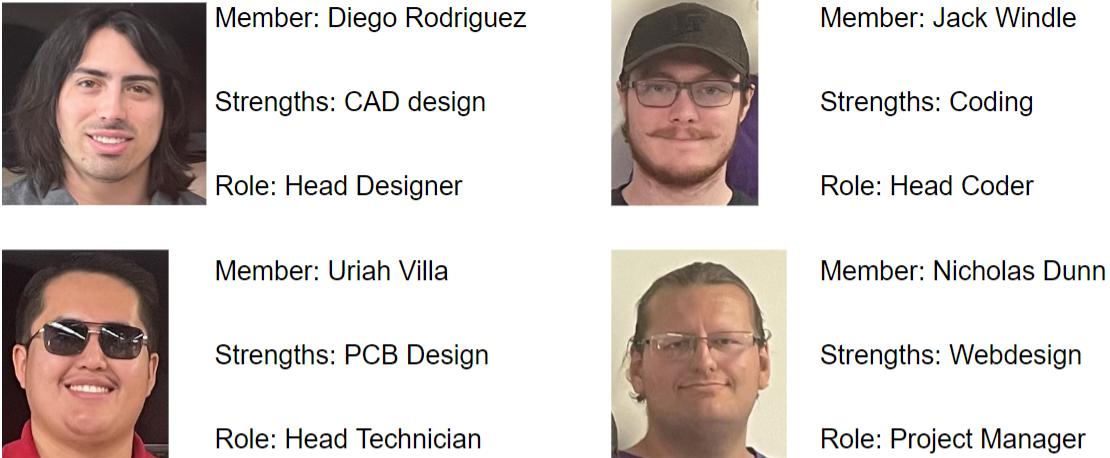 Member: Diego Rodriguez
Strengths: CAD design
Role: Head Designer
Member: Jack Windle
Strengths: Coding
Role: Head Coder
Member: Uriah Villa
Strengths: PCB Design
Role: Head Technician
Member: Nicholas Dunn
Strengths: Webdesign
Role: Project Manager